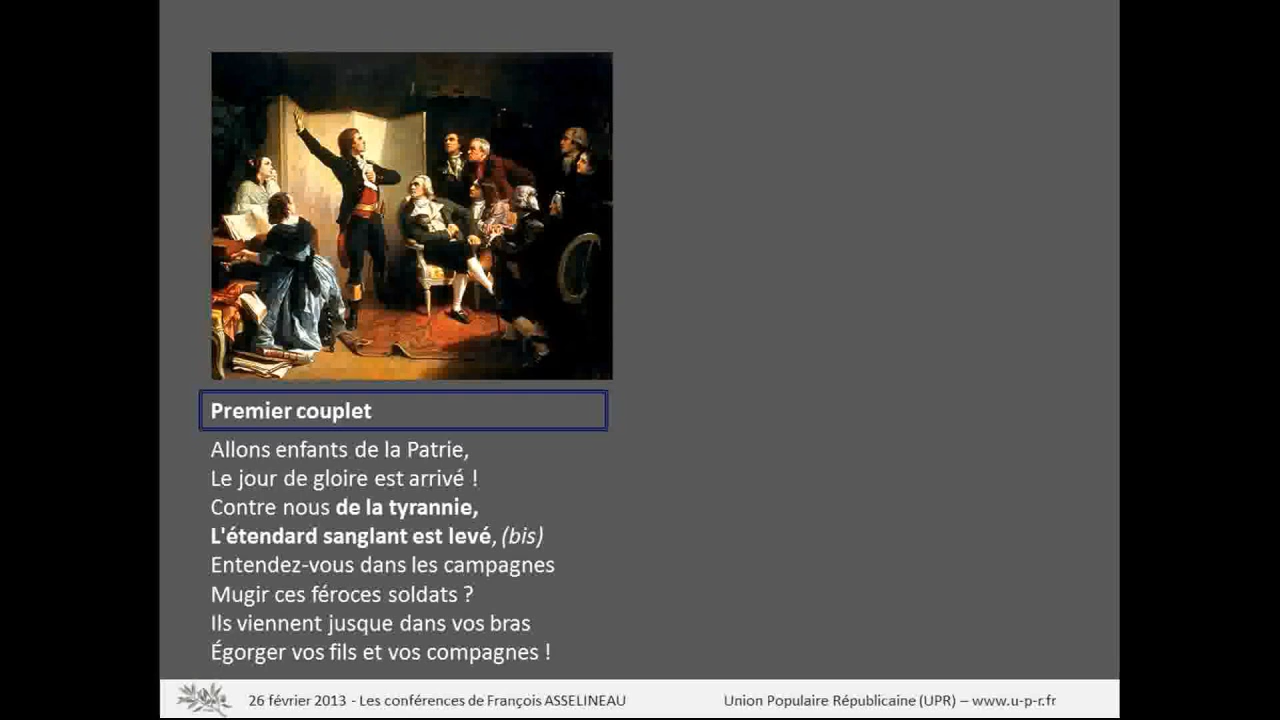 Premier couplet
Allons enfants de la Patrie,
Le jour de gloire est arrivé !
Contre nous de la tyrannie,
L'étendard sanglant est levé, (bis)
Entendez-vous dans les campagnes
Mugir ces féroces soldats ?
Ils viennent jusque dans vos bras
Égorger vos fils et vos compagnes !
26 février 2013 - Les conférences de François ASSELINEAU
Union Populaire Républicaine (UPR) – www.u-p-r.fr